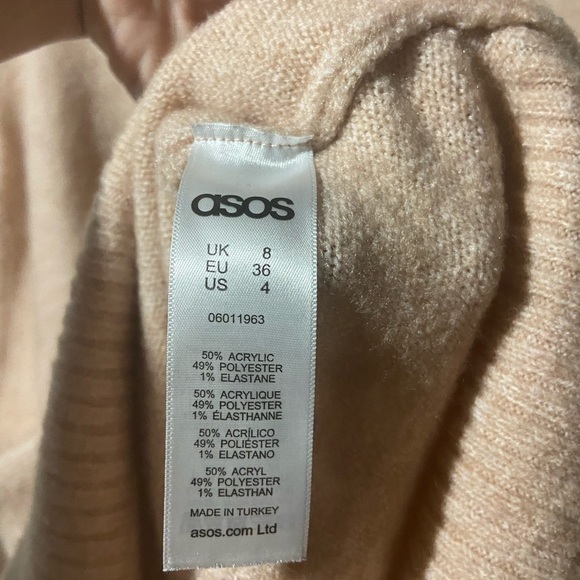 asos
UK 8
EU 36
US 4
06011963
50% ACRYLIC
49% POLYESTER
1% ELASTANE
50% ACRYLIQUE
49% POLYESTER
1% ÉLASTHANNE
50% ACRÍLICO
49% POLIÉSTER
1% ELASTANO
50% ACRYL
49% POLYESTER
1% ELASTHAN
MADE IN TURKEY
asos.com Ltd